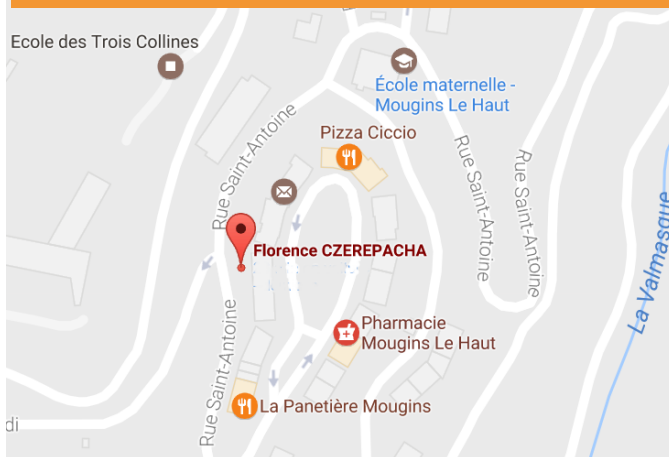 Ecole des Trois Collines
École maternelle -
Mougins Le Haut
Pizza Ciccio
Rue Saint-Antoine
Rue Saint-Antoine
Rue Saint-Antoine
La Valmasque
Florence CZEREPACHA
Rue Saint-Antoine
Pharmacie
Mougins Le Haut
La Panetière Mougins
di